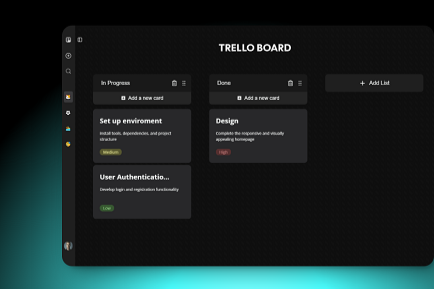 TRELLO BOARD
In Progress
Add a new card
Set up enviroment
Install tools, dependencies, and project
structure
Medium
User Authenticatio...
Develop login and registration functionality
Low
Done
Add a new card
Design
Complete the responsive and visually
appealing homepage
High
+ Add List